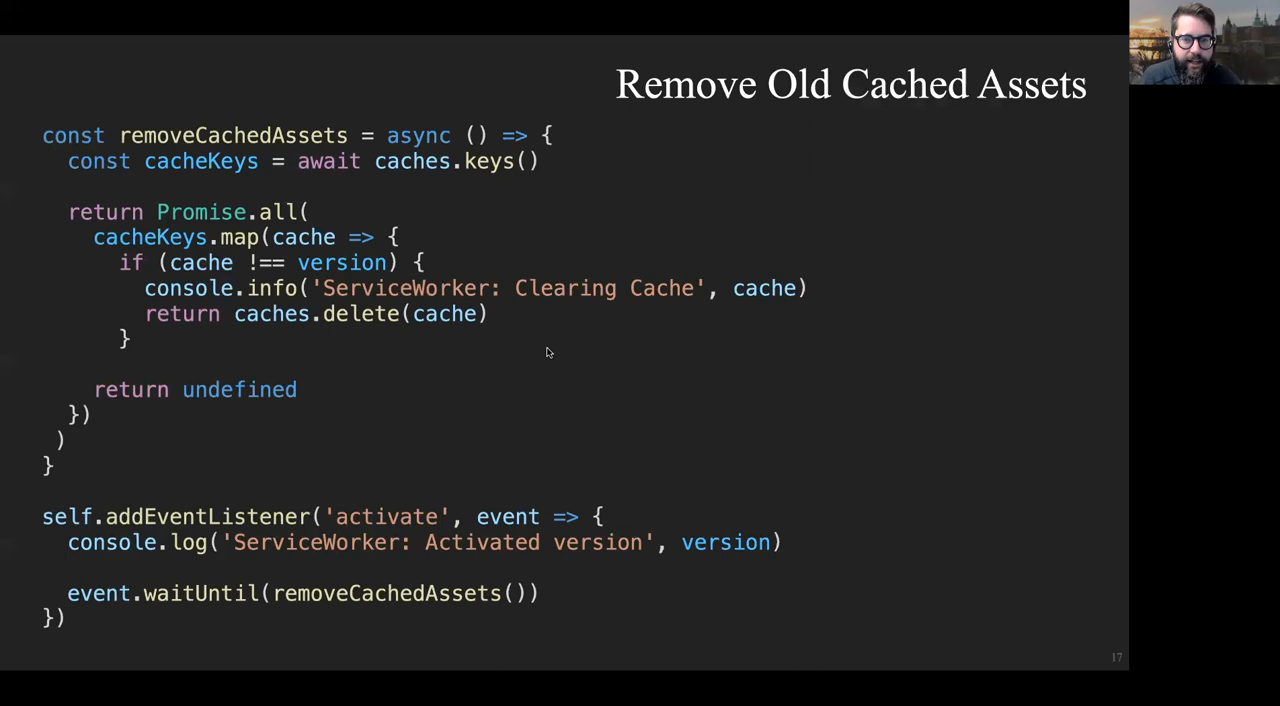 Remove Old Cached Assets
const removeCachedAssets = async () => {
  const cacheKeys = await caches.keys()

  return Promise.all(
    cacheKeys.map(cache => {
      if (cache !== version) {
        console.info('ServiceWorker: Clearing Cache', cache)
        return caches.delete(cache)
      }

    return undefined
  })
 )
}

self.addEventListener('activate', event => {
  console.log('ServiceWorker: Activated version', version)

  event.waitUntil(removeCachedAssets())
})
17